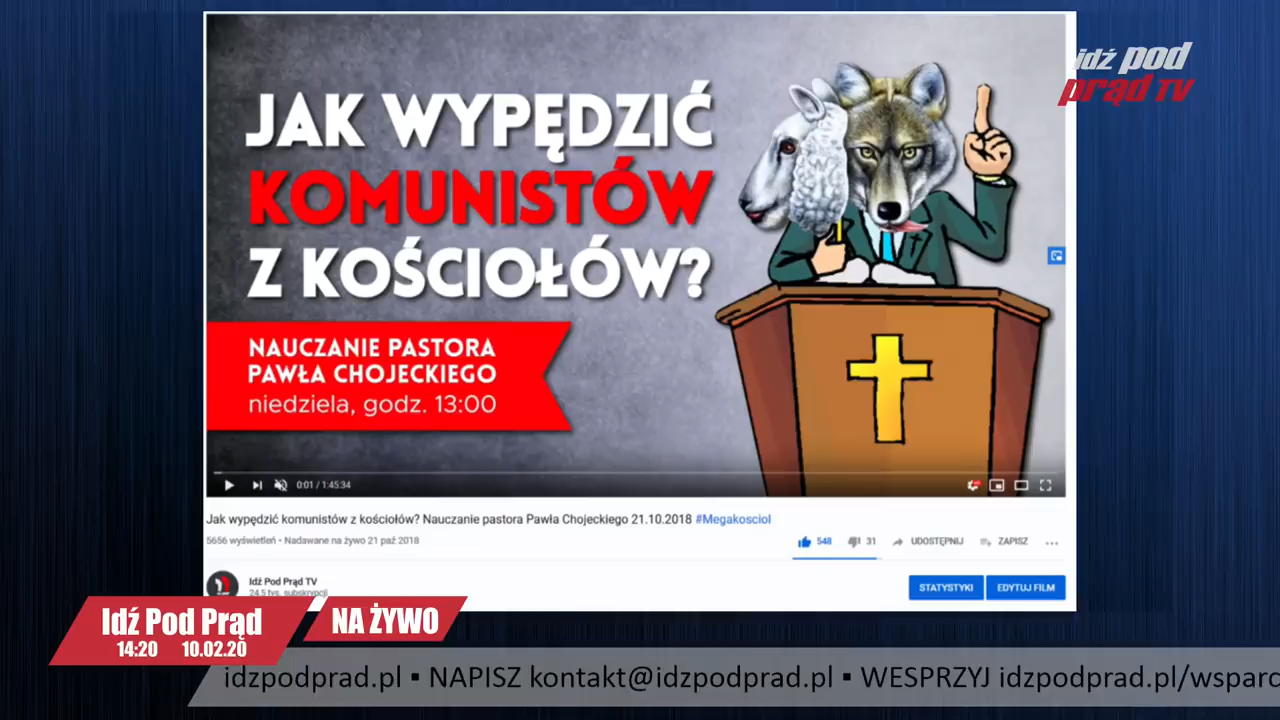 idź pod
prąd TV
JAK WYPĘDZIĆ
KOMUNISTÓW
Z KOŚCIOŁÓW?
NAUCZANIE PASTORA
PAWŁA CHOJECKIEGO
niedziela, godz. 13:00
0:01 / 1:45:34
Jak wypędzić komunistów z kościołów? Nauczanie pastora Pawła Chojeckiego 21.10.2018 #Megakosciol
5656 wyświetleń • Nadawane na żywo 21 paź 2018
548 31 UDOSTĘPNIJ ZAPISZ ...
Idź Pod Prąd TV
24,5 tys. subskrypcji
STATYSTYKI EDYTUJ FILM
Idź Pod Prąd NA ŻYWO
14:20 10.02.20
idzpodprad.pl ▪ NAPISZ kontakt@idzpodprad.pl ▪ WESPRZYJ idzpodprad.pl/wsparc